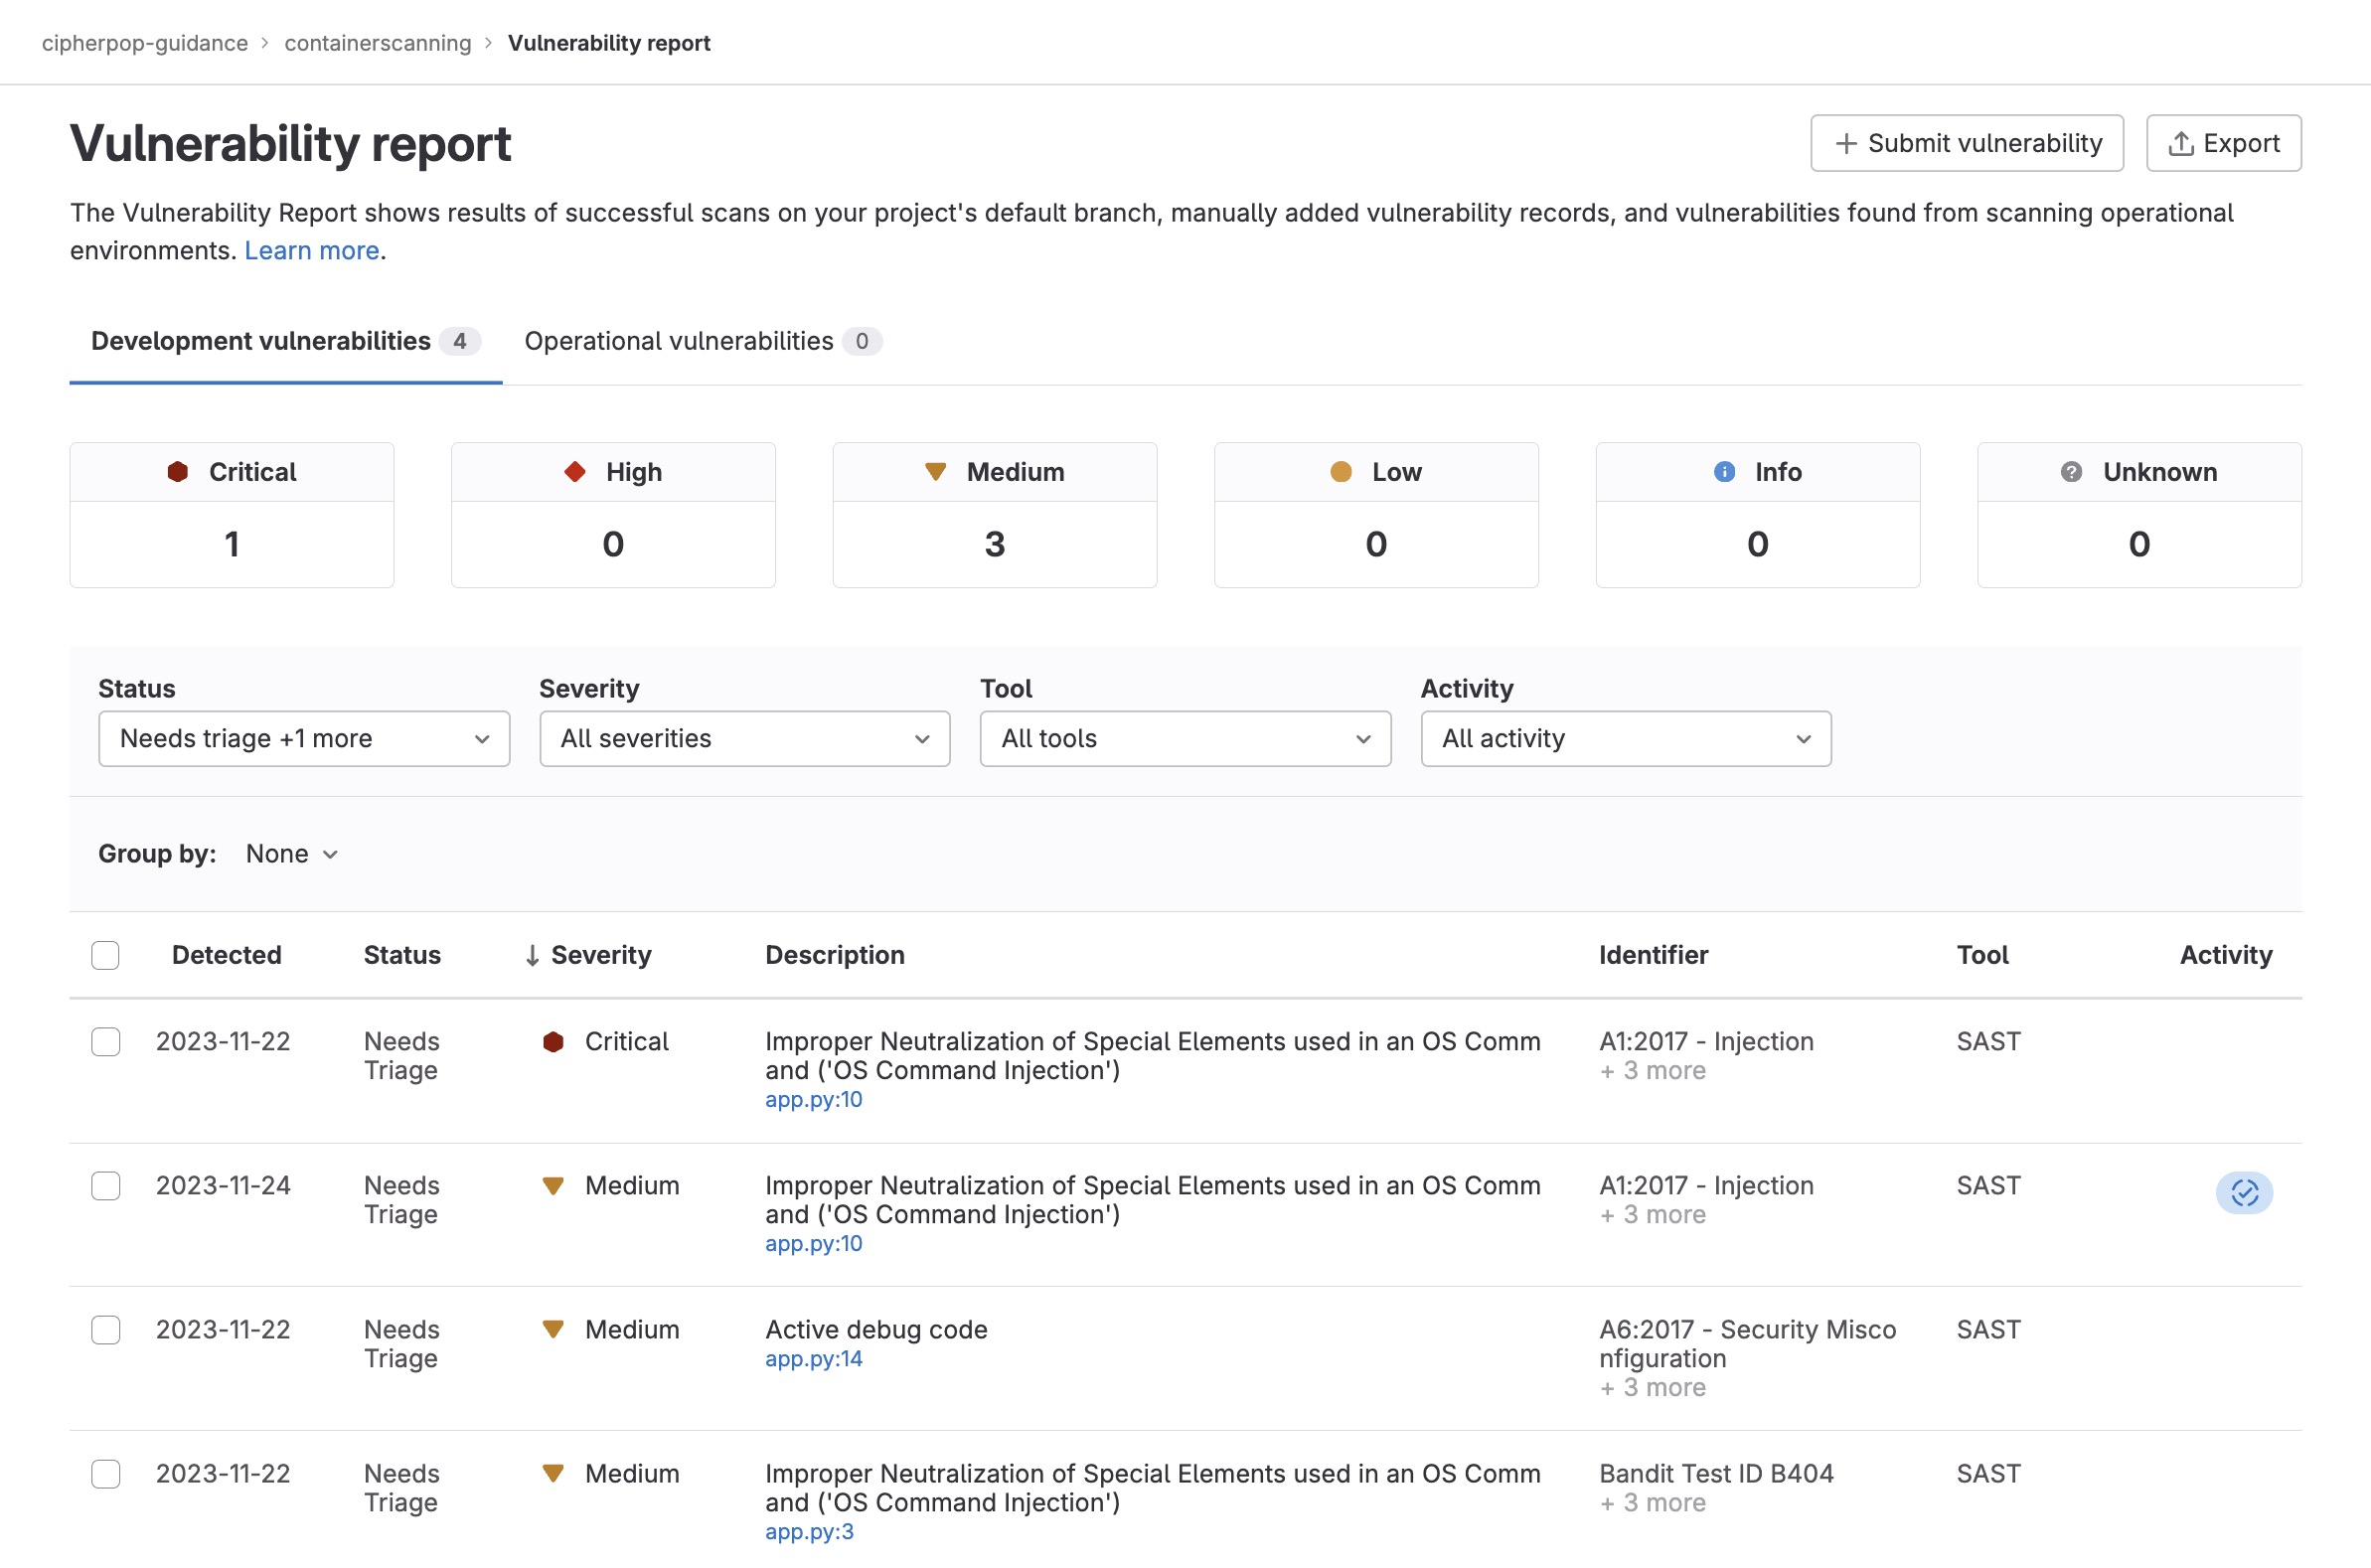 cipherpop-guidance › containerscanning › Vulnerability report
Vulnerability report
+ Submit vulnerability
Export
The Vulnerability Report shows results of successful scans on your project's default branch, manually added vulnerability records, and vulnerabilities found from scanning operational
environments. Learn more.
Development vulnerabilities 4
Operational vulnerabilities 0
Critical
High
Medium
Low
Info
Unknown
1
0
3
0
0
0
Status
Severity
Tool
Activity
Needs triage +1 more
All severities
All tools
All activity
Group by: None
Detected
Status
Severity
Description
Identifier
Tool
Activity
2023-11-22
Needs
Triage
Critical
Improper Neutralization of Special Elements used in an OS Comm
and ('OS Command Injection')
app.py:10
A1:2017 - Injection
+ 3 more
SAST
2023-11-24
Needs
Triage
Medium
Improper Neutralization of Special Elements used in an OS Comm
and ('OS Command Injection')
app.py:10
A1:2017 - Injection
+ 3 more
SAST
2023-11-22
Needs
Triage
Medium
Active debug code
app.py:14
A6:2017 - Security Misco
nfiguration
+ 3 more
SAST
2023-11-22
Needs
Triage
Medium
Improper Neutralization of Special Elements used in an OS Comm
and ('OS Command Injection')
app.py:3
Bandit Test ID B404
+ 3 more
SAST